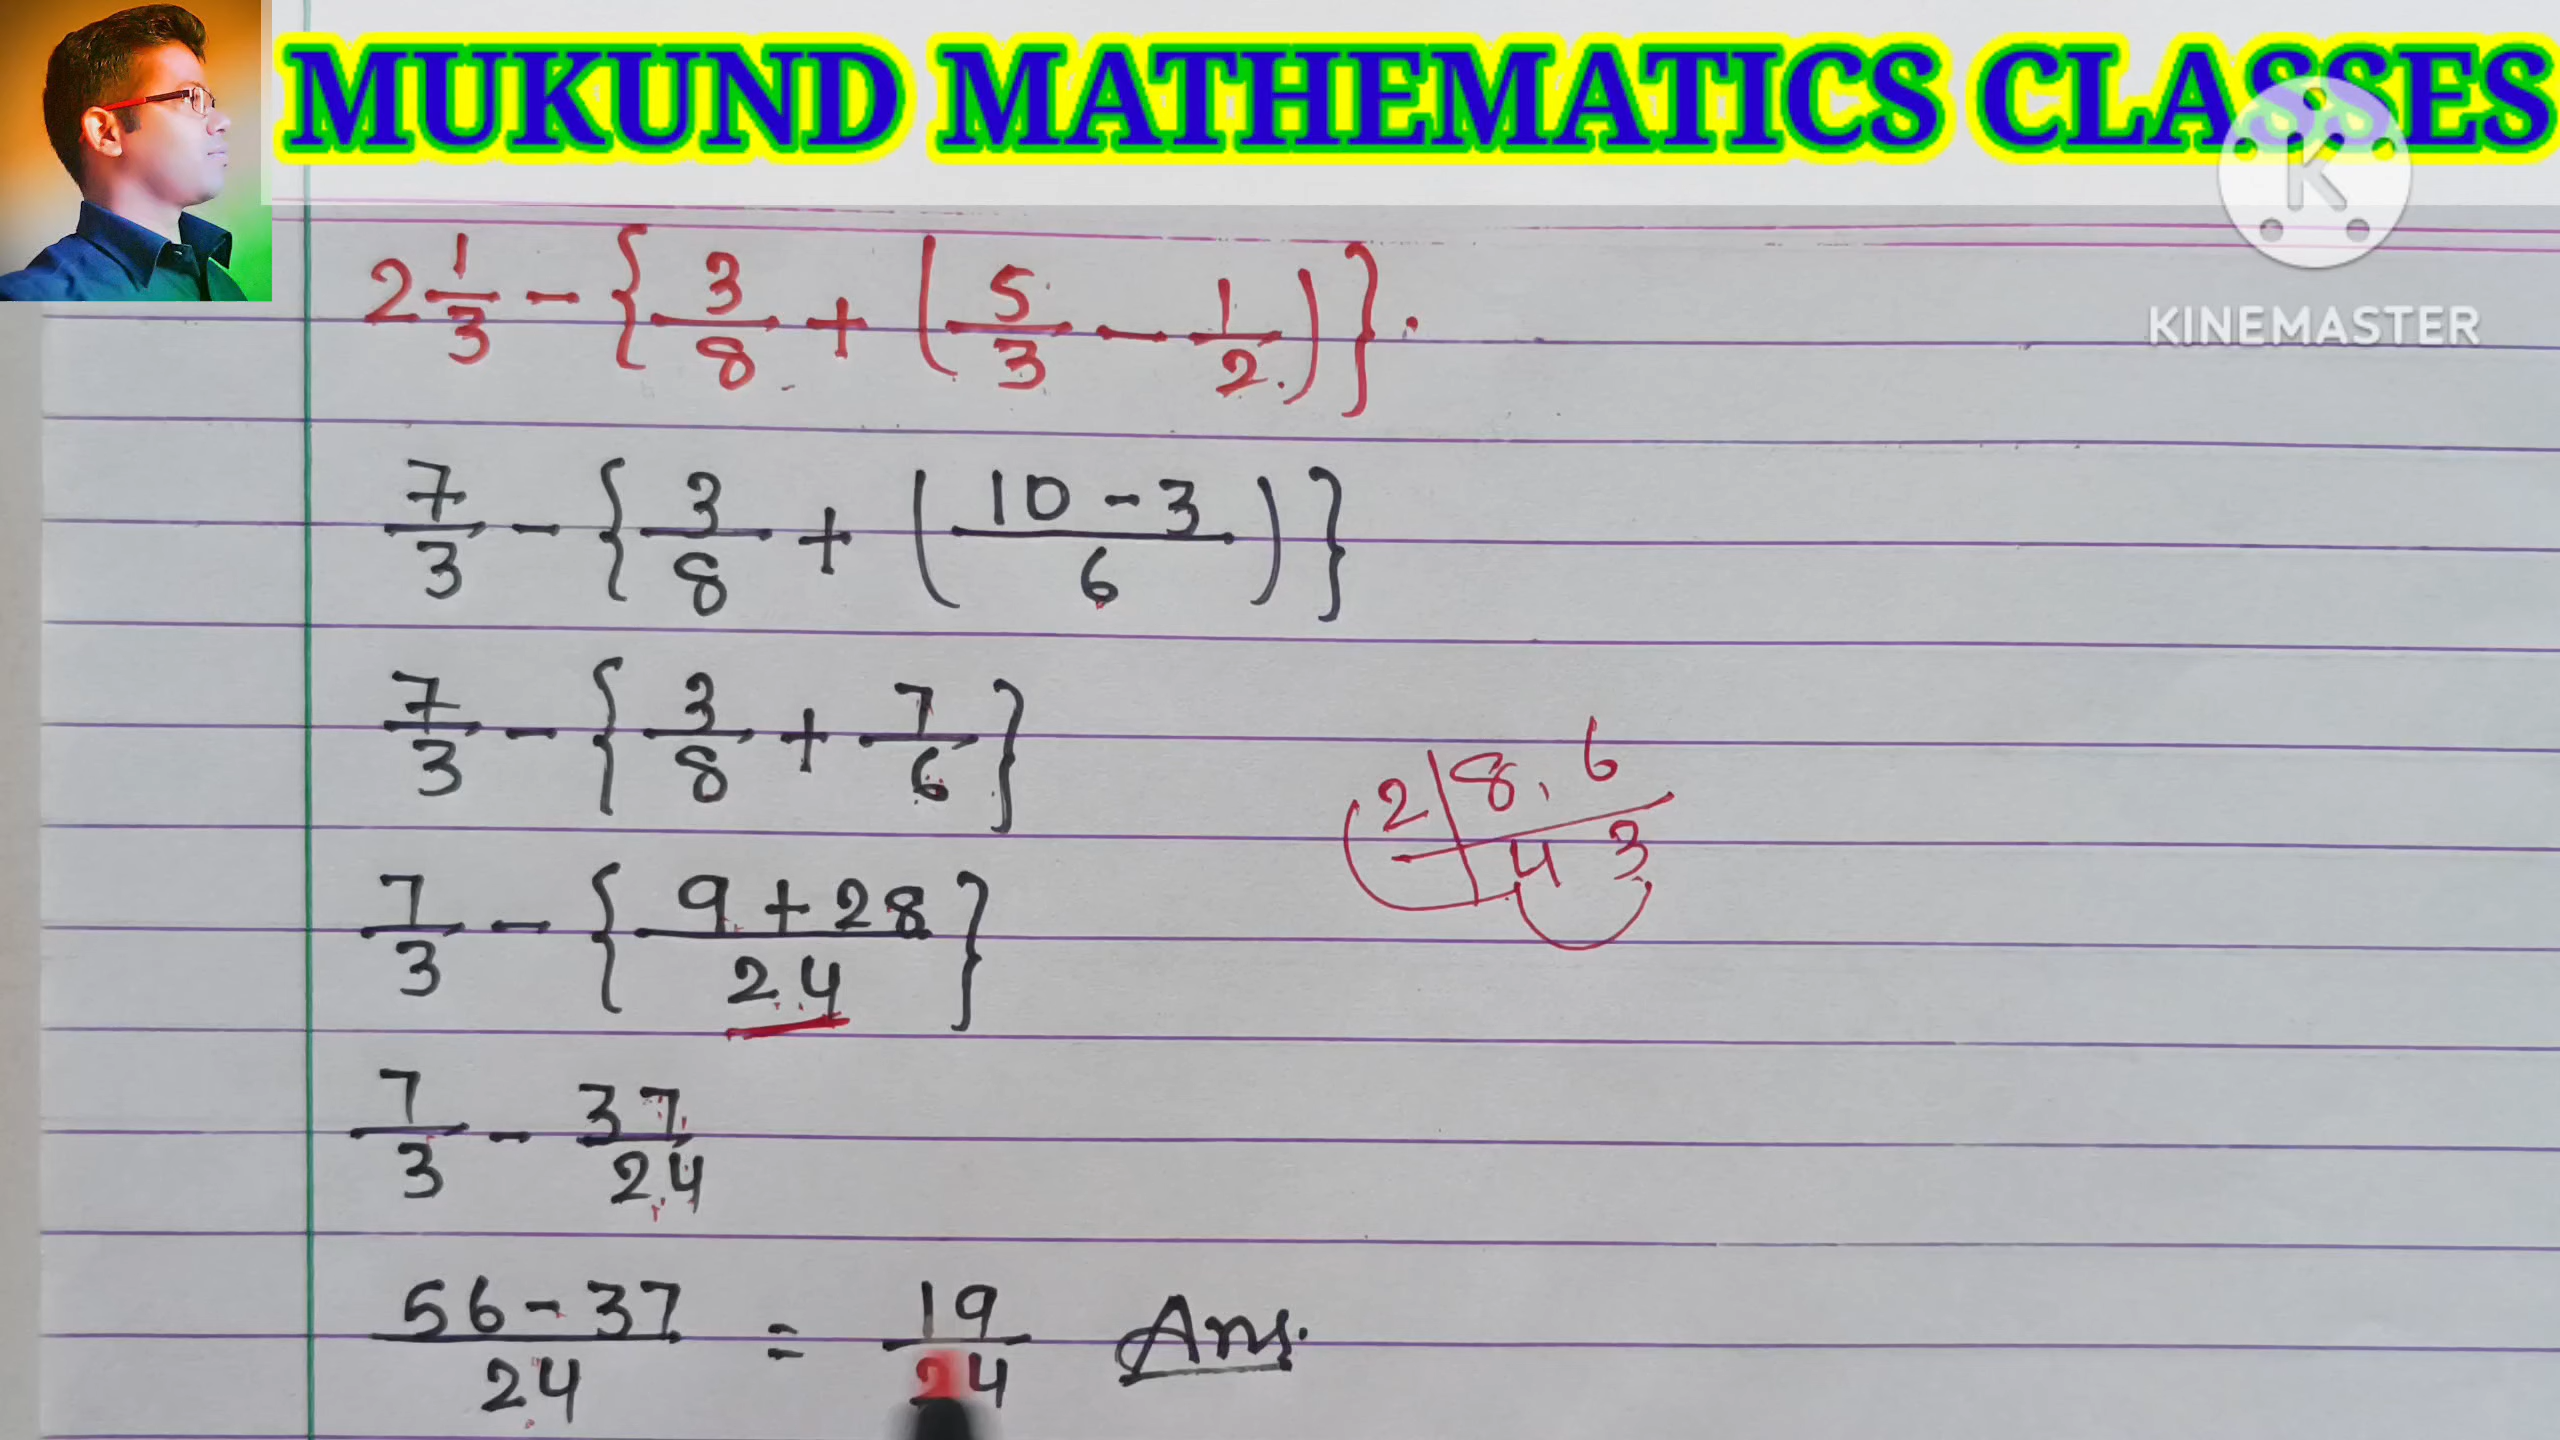 MUKUND MATHEMATICS CLASSES
K
KINEMASTER
2 1/3 - { 3/8 + ( 5/3 - 1/2 ) } .
7/3 - { 3/8 + ( 10 - 3 / 6 ) }
7/3 - { 3/8 + 7/6 }
2 | 8, 6
4 3
7/3 - { 9 + 28 / 24 }
7/3 - 37/24
56 - 37 / 24 = 19/24 Ans.